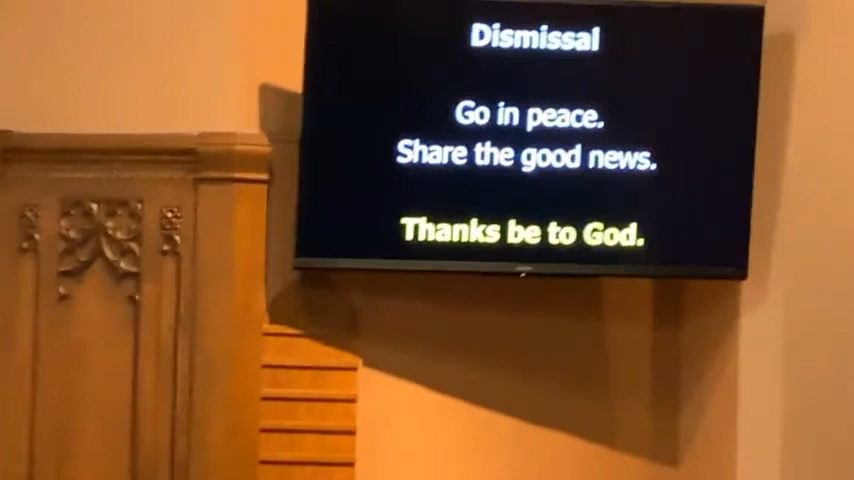 Dismissal
Go in peace.
Share the good news.
Thanks be to God.